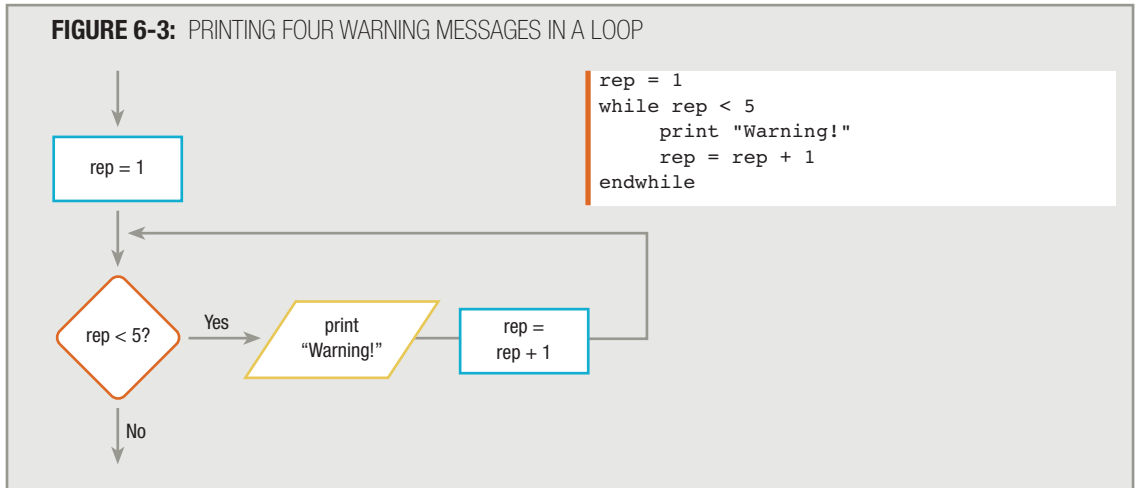 FIGURE 6-3: PRINTING FOUR WARNING MESSAGES IN A LOOP
rep = 1
while rep < 5
print "Warning!"
rep = rep + 1
endwhile
rep = 1
rep < 5?
Yes
print
“Warning!”
rep =
rep + 1
No